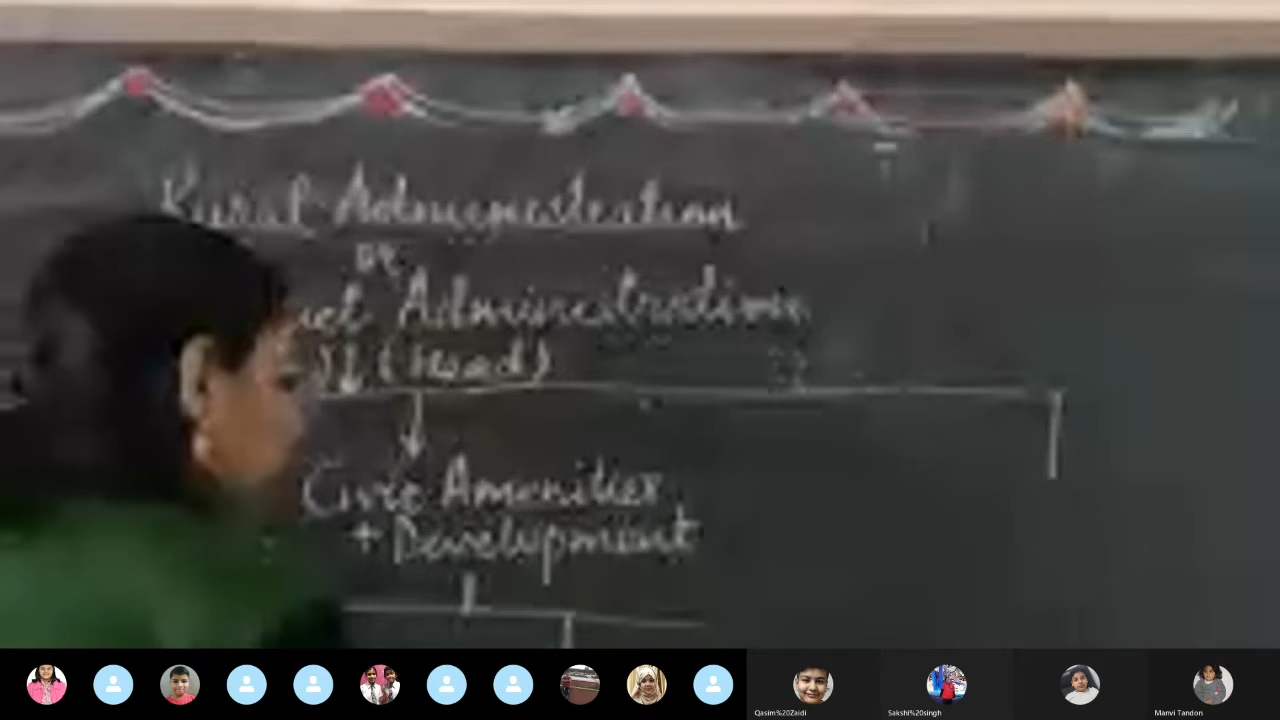 Rural Administration
or
Administration
(Head)
Civic Amenities
+ Development
Qasim%20Zaidi
Sakshi%20singh
Manvi Tandon